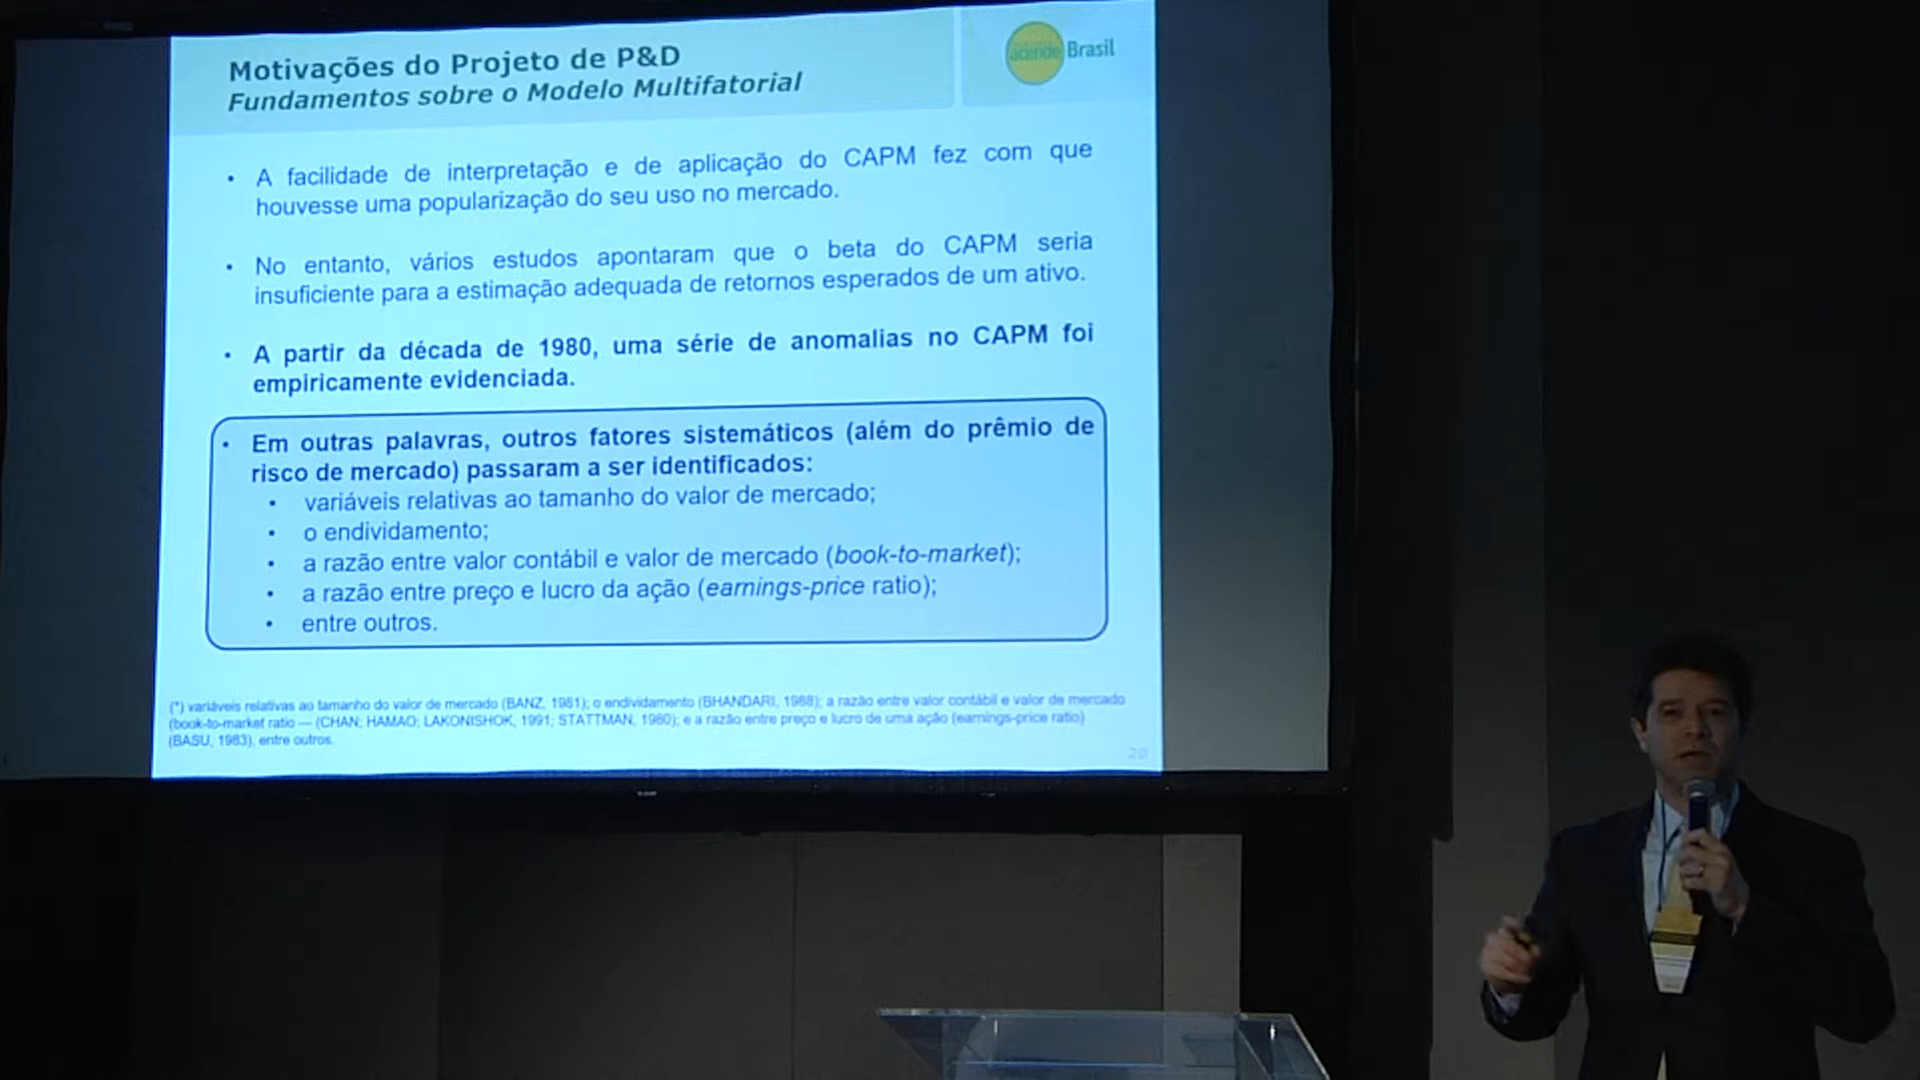 Motivações do Projeto de P&D
Fundamentos sobre o Modelo Multifatorial
acende Brasil
• A facilidade de interpretação e de aplicação do CAPM fez com que
houvesse uma popularização do seu uso no mercado.
• No entanto, vários estudos apontaram que o beta do CAPM seria
insuficiente para a estimação adequada de retornos esperados de um ativo.
• A partir da década de 1980, uma série de anomalias no CAPM foi
empiricamente evidenciada.
• Em outras palavras, outros fatores sistemáticos (além do prêmio de
risco de mercado) passaram a ser identificados:
• variáveis relativas ao tamanho do valor de mercado;
• o endividamento;
• a razão entre valor contábil e valor de mercado (book-to-market);
• a razão entre preço e lucro da ação (earnings-price ratio);
• entre outros.
(*) variáveis relativas ao tamanho do valor de mercado (BANZ, 1981); o endividamento (BHANDARI, 1988); a razão entre valor contábil e valor de mercado
(book-to-market ratio — (CHAN; HAMAO; LAKONISHOK, 1991; STATTMAN, 1980); e a razão entre preço e lucro de uma ação (earnings-price ratio)
(BASU, 1983), entre outros.
20